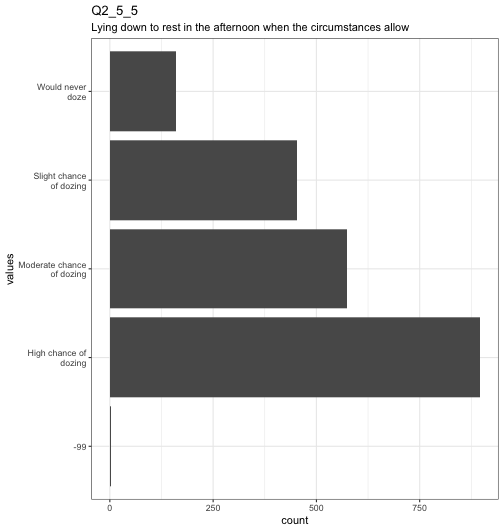 Q2_5_5
Lying down to rest in the afternoon when the circumstances allow
values
Would never
doze
Slight chance
of dozing
Moderate chance
of dozing
High chance of
dozing
-99
0 250 500 750
count